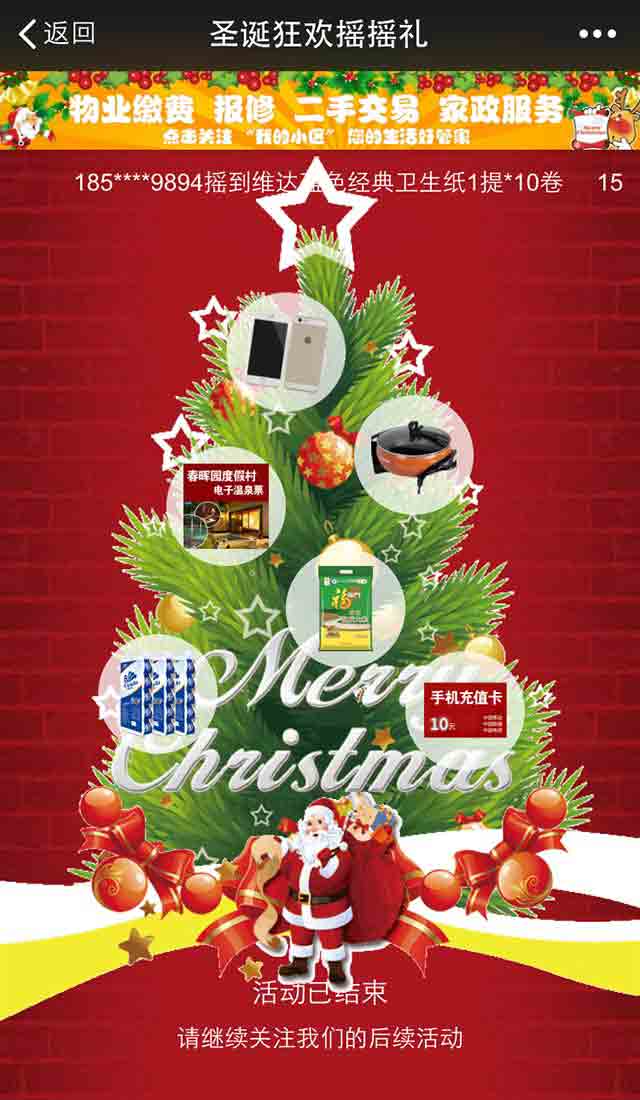 返回
圣诞狂欢摇摇礼
物业缴费 报修 二手交易 家政服务
点击关注 “我的小区” 您的生活好管家
185****9894摇到维达蓝色经典卫生纸1提*10卷 15
春晖园度假村
电子温泉票
福
手机充值卡
10元
Merry
Christmas
活动已结束
请继续关注我们的后续活动